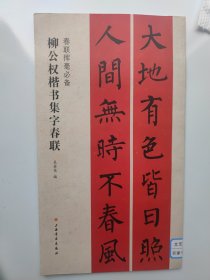 大地有色皆日照
人間無時不春風
春联挥毫必备
柳公权楷书集字春联
编